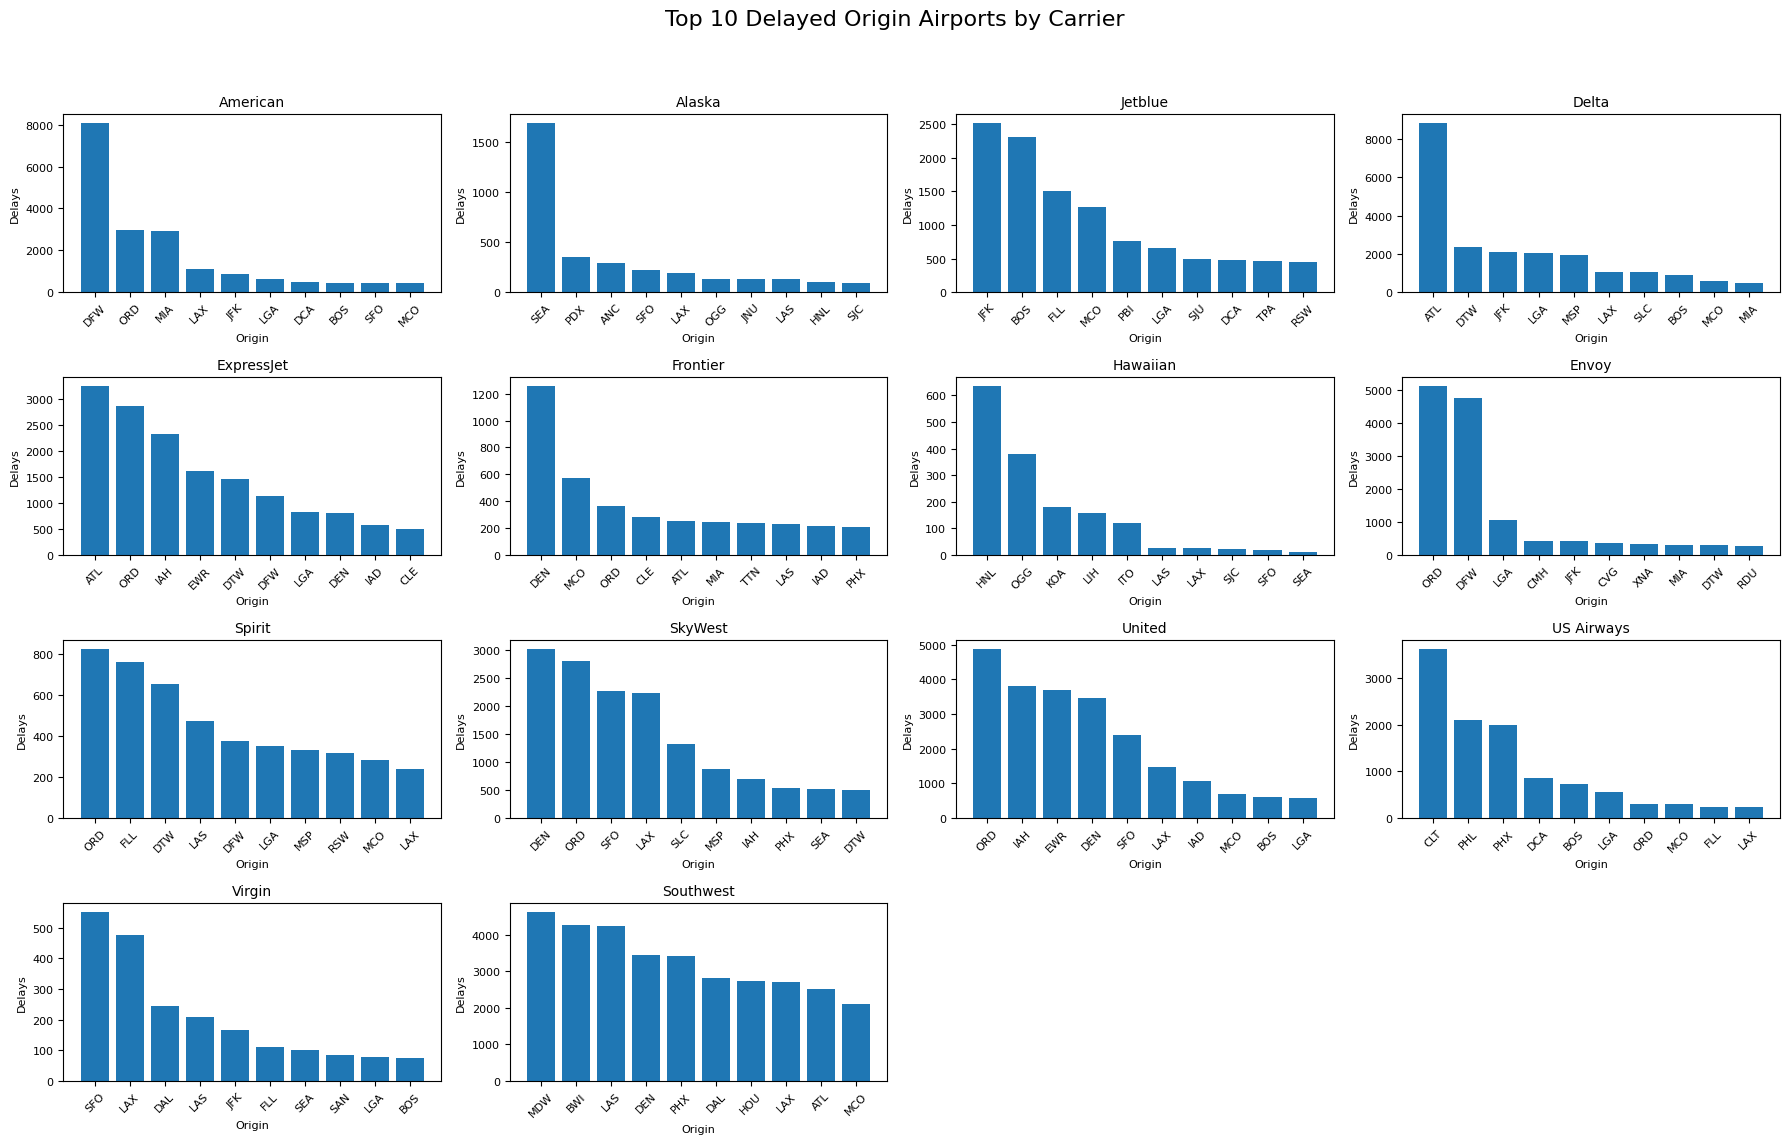 Top 10 Delayed Origin Airports by Carrier
American
8000
6000
4000
2000
0
Delays
DFW ORD MIA LAX JFK LGA DCA BOS SFO MCO
Origin
Alaska
1500
1000
500
0
Delays
SEA PDX ANC SFO LAX OGG JNU LAS HNL SJC
Origin
Jetblue
2500
2000
1500
1000
500
0
Delays
JFK BOS FLL MCO PBI LGA SJU DCA TPA RSW
Origin
Delta
8000
6000
4000
2000
0
Delays
ATL DTW JFK LGA MSP LAX SLC BOS MCO MIA
Origin
ExpressJet
3000
2500
2000
1500
1000
500
0
Delays
ATL ORD IAH EWR DTW DFW LGA DEN IAD CLE
Origin
Frontier
1200
1000
800
600
400
200
0
Delays
DEN MCO ORD CLE ATL MIA TTN LAS IAD PHX
Origin
Hawaiian
600
500
400
300
200
100
0
Delays
HNL OGG KOA LIH ITO LAS LAX SJC SFO SEA
Origin
Envoy
5000
4000
3000
2000
1000
0
Delays
ORD DFW LGA CMH JFK CVG XNA MIA DTW RDU
Origin
Spirit
800
600
400
200
0
Delays
ORD FLL DTW LAS DFW LGA MSP RSW MCO LAX
Origin
SkyWest
3000
2500
2000
1500
1000
500
0
Delays
DEN ORD SFO LAX SLC MSP IAH PHX SEA DTW
Origin
United
5000
4000
3000
2000
1000
0
Delays
ORD IAH EWR DEN SFO LAX IAD MCO BOS LGA
Origin
US Airways
3000
2000
1000
0
Delays
CLT PHL PHX DCA BOS LGA ORD MCO FLL LAX
Origin
Virgin
500
400
300
200
100
0
Delays
SFO LAX DAL LAS JFK FLL SEA SAN LGA BOS
Origin
Southwest
4000
3000
2000
1000
0
Delays
MDW BWI LAS DEN PHX DAL HOU LAX ATL MCO
Origin